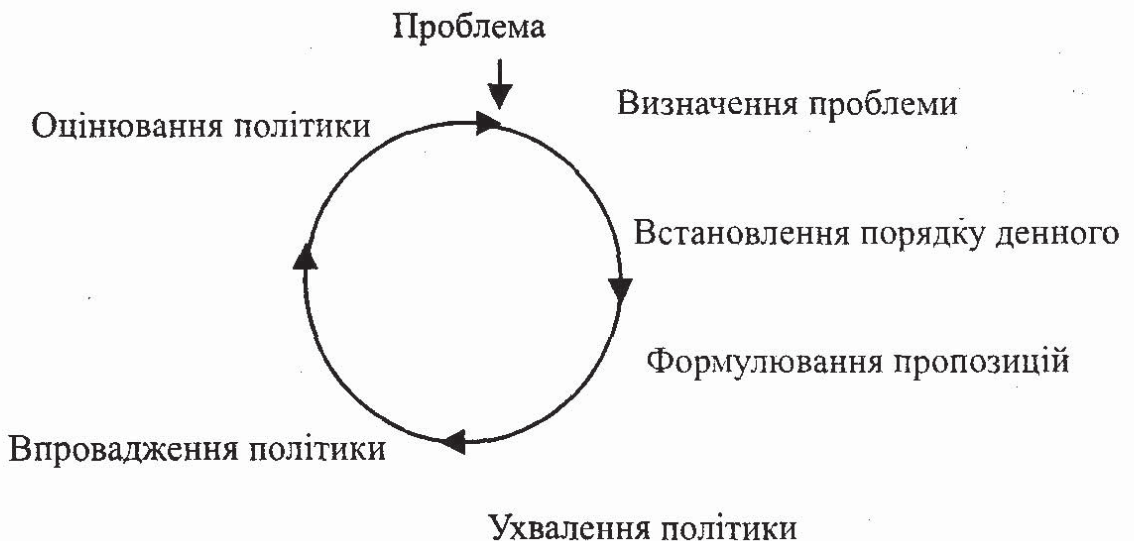 Проблема
Визначення проблеми
Встановлення порядку денного
Формулювання пропозицій
Ухвалення політики
Впровадження політики
Оцінювання політики